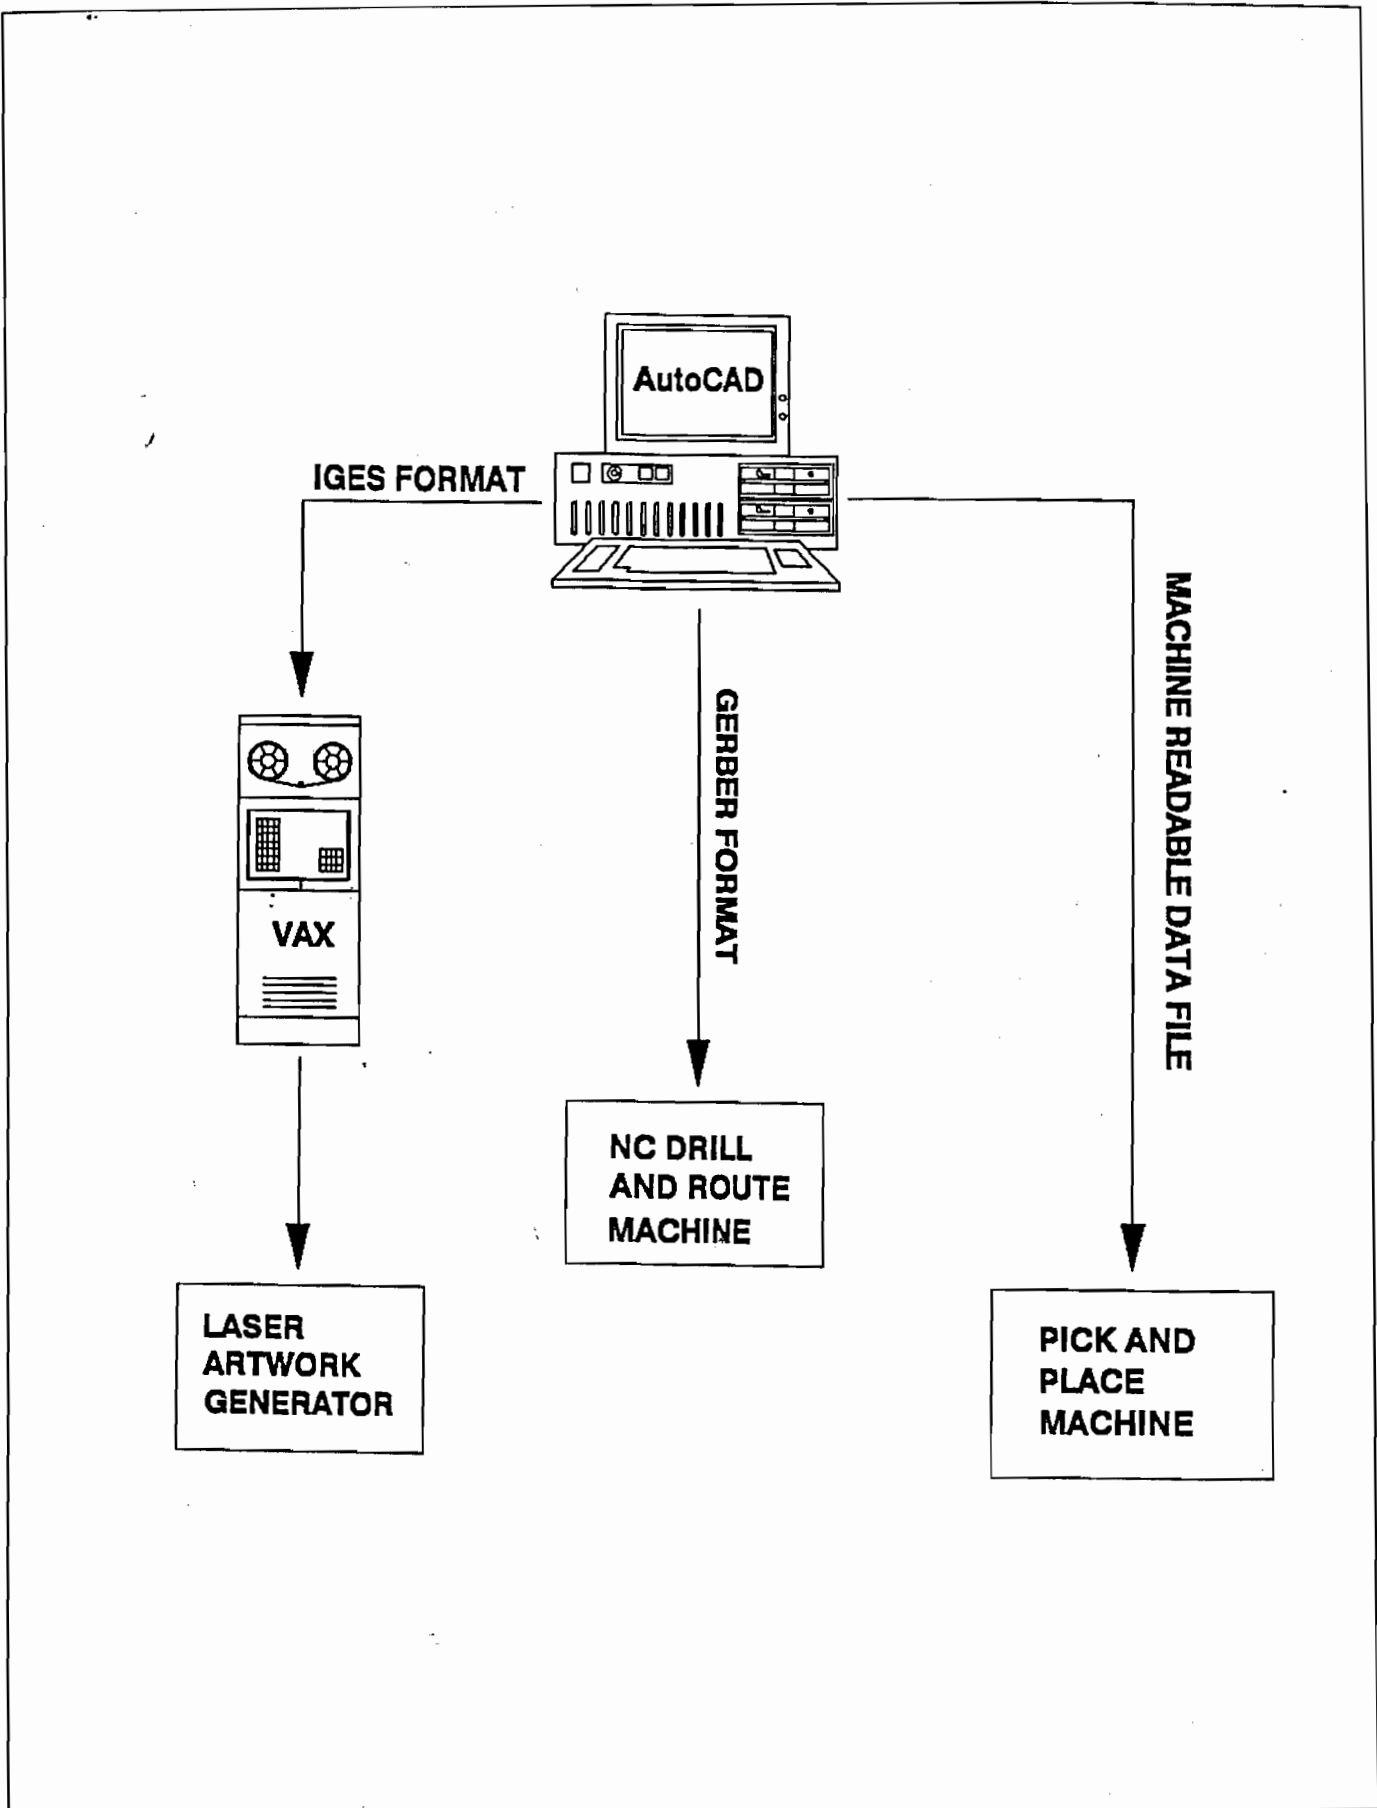 AutoCAD
IGES FORMAT
GERBER FORMAT
MACHINE READABLE DATA FILE
VAX
NC DRILL
AND ROUTE
MACHINE
LASER
ARTWORK
GENERATOR
PICK AND
PLACE
MACHINE